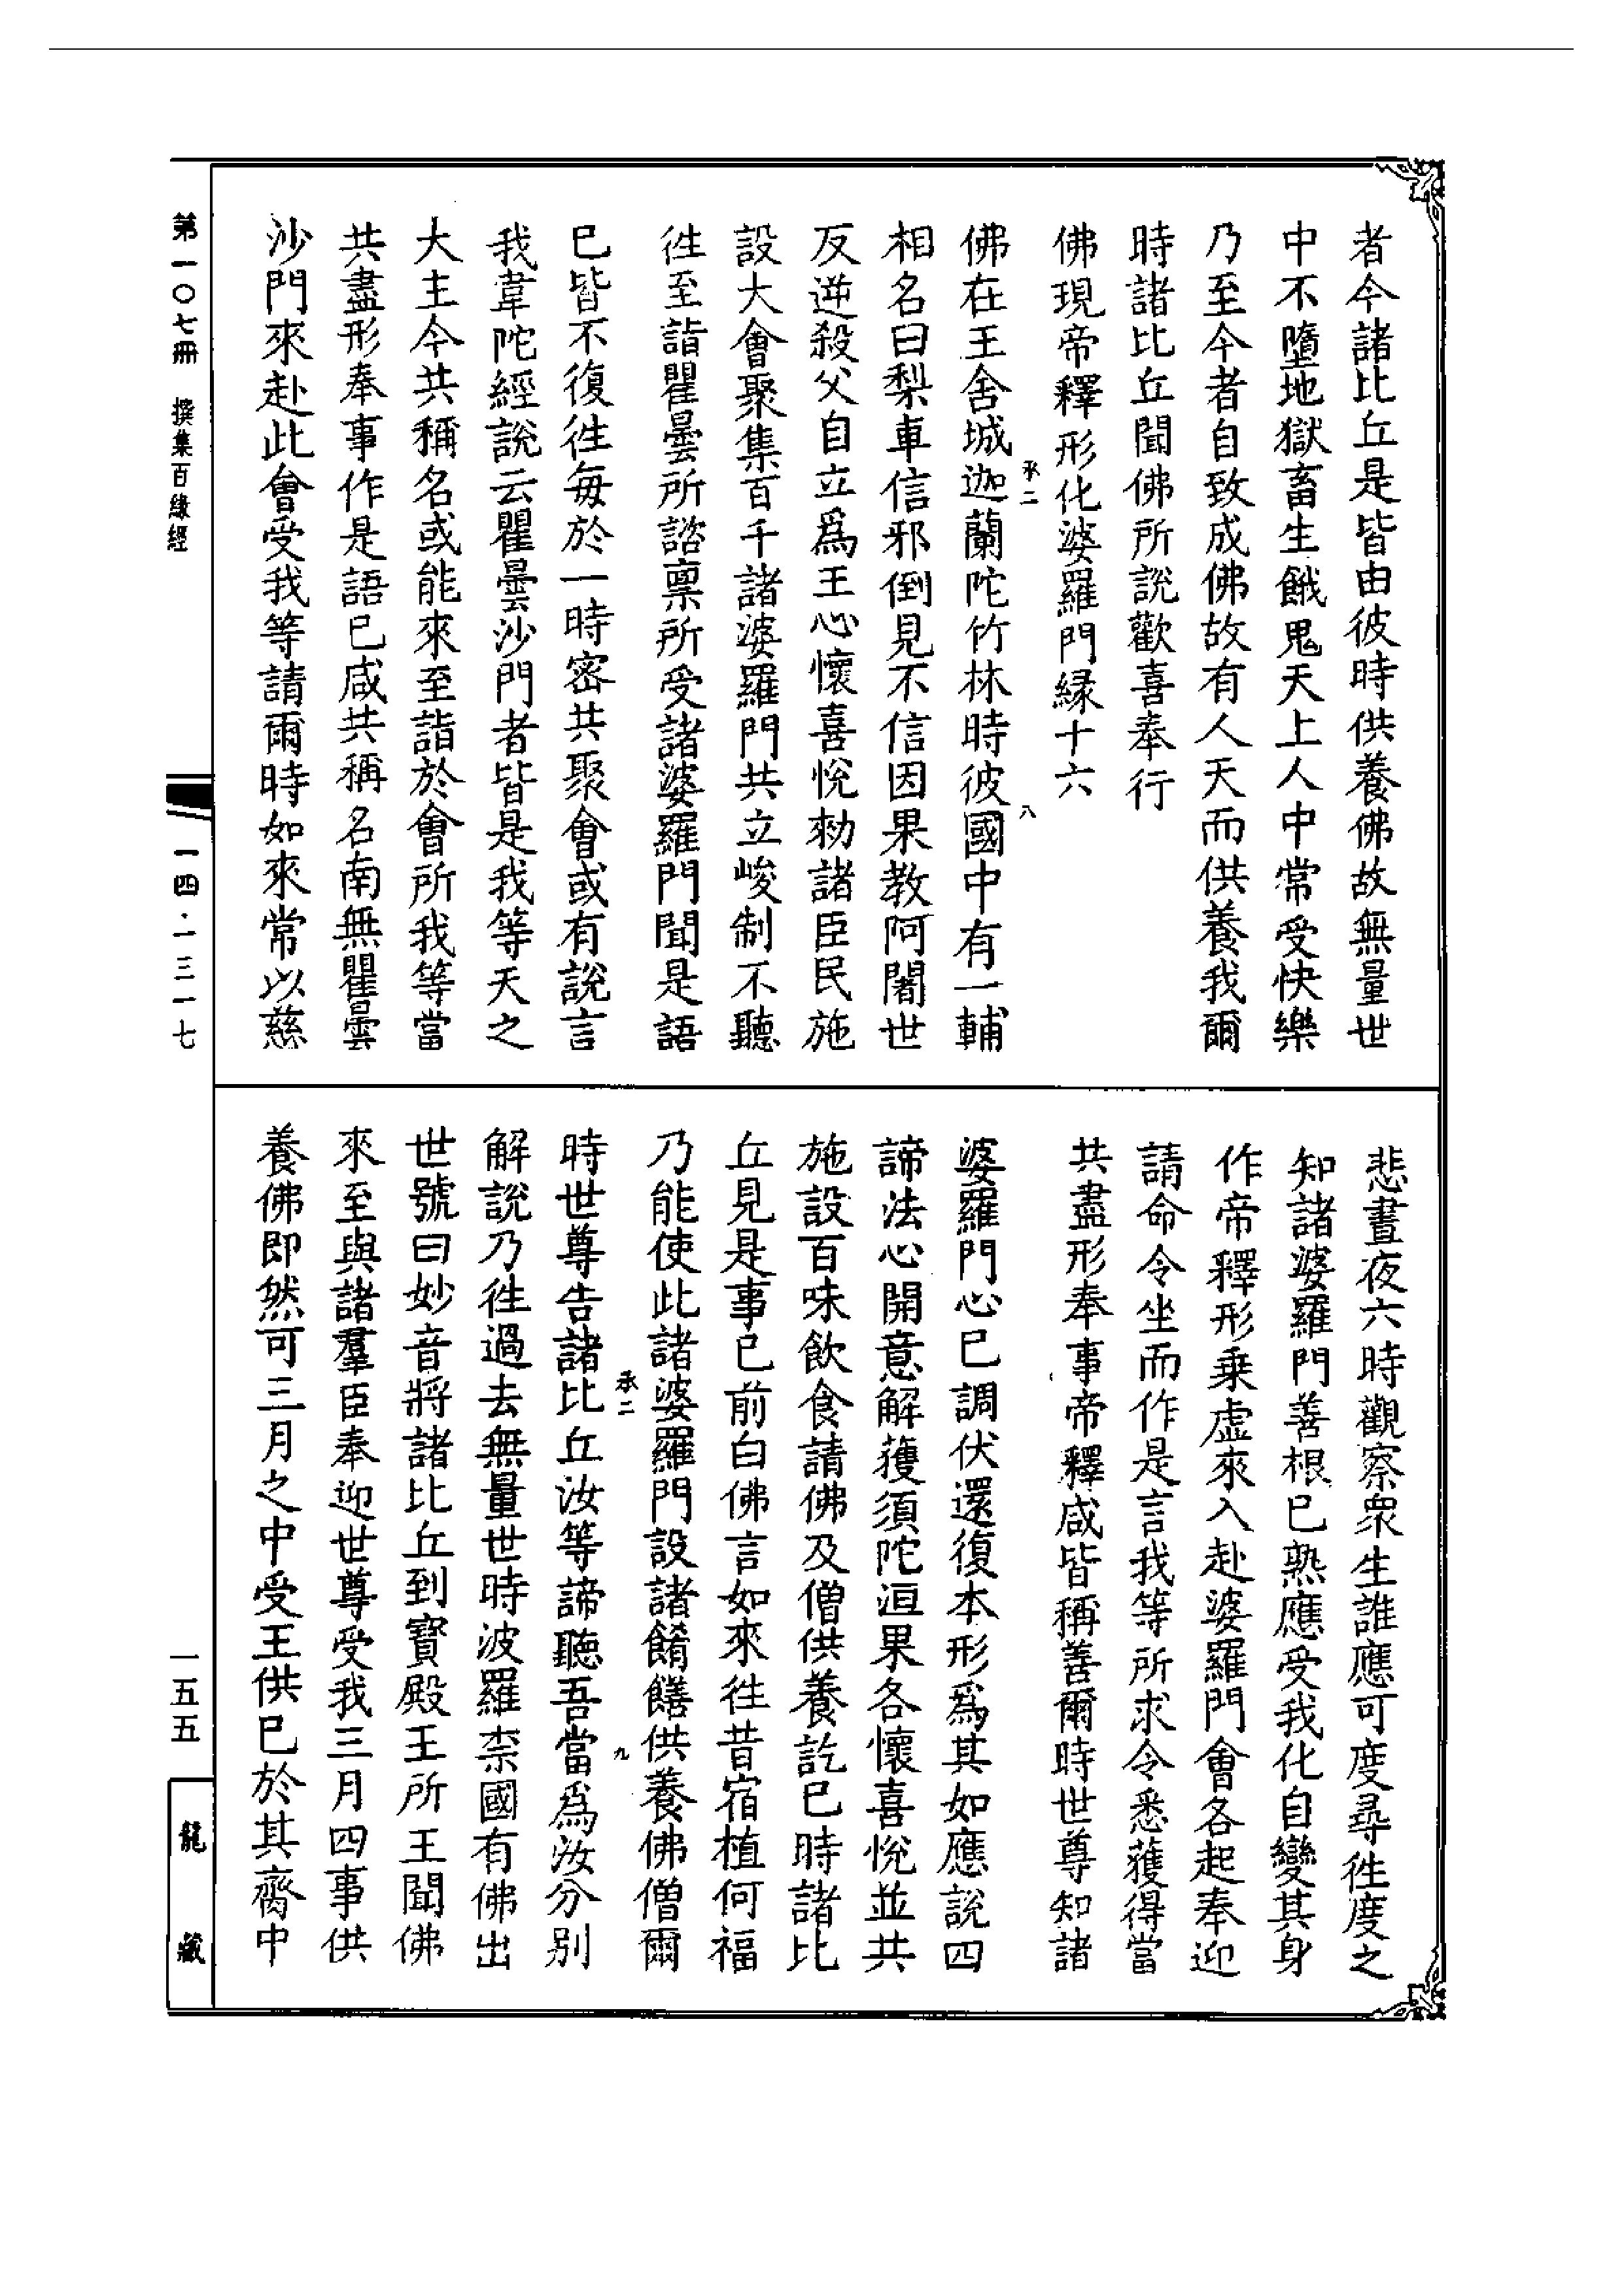 者今諸比丘是皆由彼時供養佛故無量世
中不墮地獄畜生餓鬼天上人中常受快樂
乃至今者自致成佛故有人天而供養我爾
時諸比丘聞佛所說歡喜奉行
佛現帝釋形化婆羅門緣十六
承二
八
佛在王舍城迦蘭陀竹林時彼國中有一輔
相名曰梨車信邪倒見不信因果教阿闍世
反逆殺父自立爲王心懷喜悅勑諸臣民施
設大會聚集百千諸婆羅門共立峻制不聽
徃至詣瞿曇所諮禀所受諸婆羅門聞是語
已皆不復徃每於一時密共聚會或有說言
我韋陀經說云瞿曇沙門者皆是我等天之
大主今共稱名或能來至詣於會所我等當
共盡形奉事作是語已咸共稱名南無瞿曇
沙門來赴此會受我等請爾時如來常以慈
悲晝夜六時觀察衆生誰應可度尋徃度之
知諸婆羅門善根已熟應受我化自變其身
作帝釋形乗虛來入赴婆羅門會各起奉迎
請命令坐而作是言我等所求今悉獲得當
共盡形奉事帝釋咸皆稱善爾時世尊知諸
婆羅門心已調伏還復本形爲其如應說四
諦法心開意解獲須陀洹果各懷喜悅並共
施設百味飲食請佛及僧供養訖已時諸比
丘見是事已前白佛言如來徃昔宿植何福
乃能使此諸婆羅門設諸餚饍供養佛僧爾
承二
九
時世尊告諸比丘汝等諦聽吾當爲汝分別
解說乃徃過去無量世時波羅柰國有佛出
世號曰妙音將諸比丘到寶殿王所王聞佛
來至與諸羣臣奉迎世尊受我三月四事供
養佛即然可三月之中受王供已於其齎中
第一〇七冊 撰集百緣經
一四·一三一七
一五五
龍藏